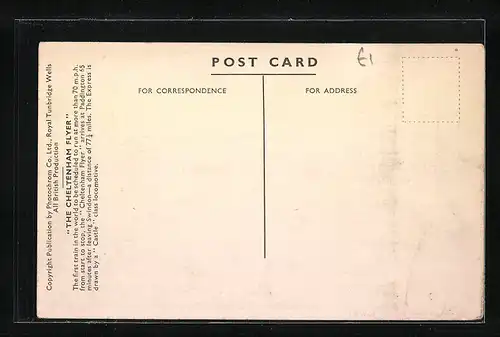 POST CARD
£1
FOR CORRESPONDENCE
FOR ADDRESS
Copyright Publication by Photochrom Co. Ltd., Royal Tunbridge Wells
All British Production
"THE CHELTENHAM FLYER"
The first train in the world to be scheduled to run at more than 70 m.p.h.
from start to stop, the "Cheltenham Flyer" arrives at Paddington 65
minutes after leaving Swindon—a distance of 77¼ miles. The Express is
drawn by a "Castle" class locomotive.